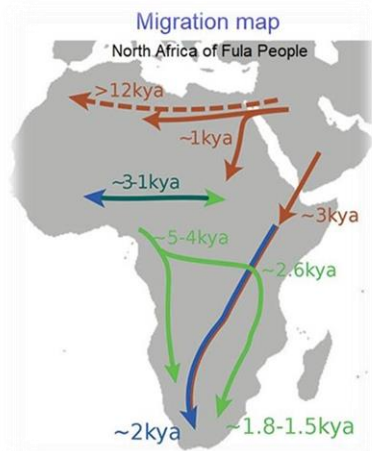 Migration map
North Africa of Fula People
>12kya
~1kya
~3-1kya
~3kya
~5-4kya
~2.6kya
~2kya
~1.8-1.5kya